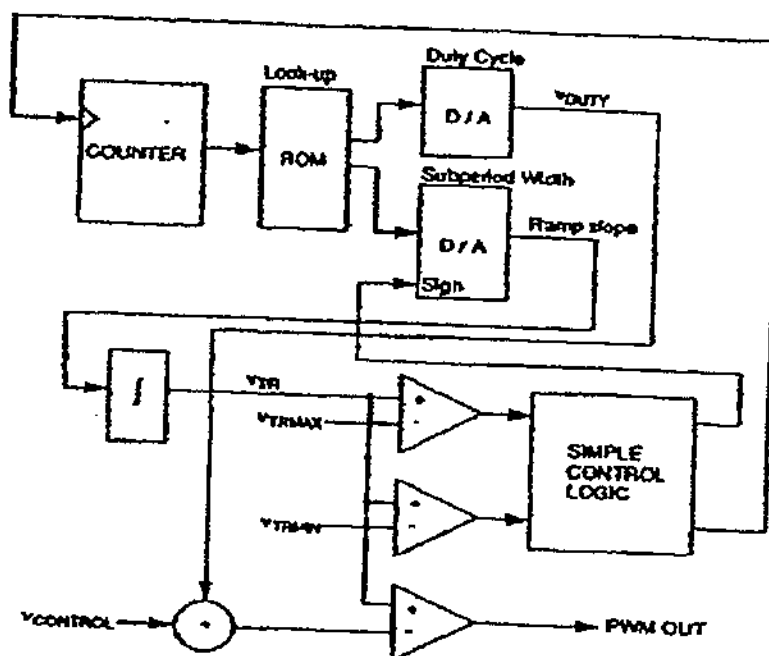 Duty Cycle
Look-up
D/A
VDUTY
COUNTER
ROM
Subperiod Width
D/A
Ramp slope
Sign
∫
VTR
+
VTRMAX
-
SIMPLE
CONTROL
LOGIC
+
VTRMIN
-
+
VCONTROL
+
-
PWM OUT